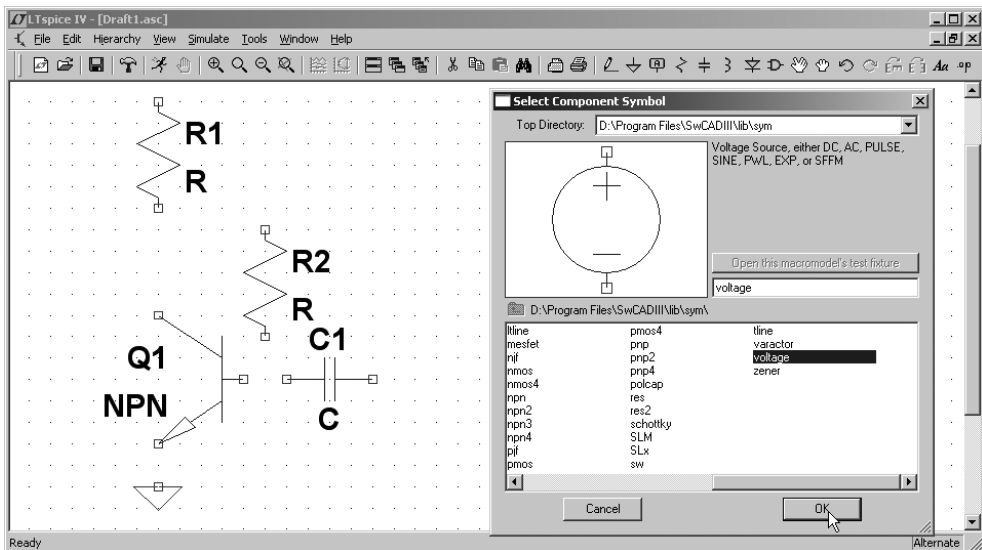 LTspice IV - [Draft1.asc]
File Edit Hierarchy View Simulate Tools Window Help
Aa .op
R1
R
R2
R
C1
C
Q1
NPN
Select Component Symbol
Top Directory: D:\Program Files\SwCADIII\lib\sym
Voltage Source, either DC, AC, PULSE,
SINE, PWL, EXP, or SFFM
Open this macromodel's test fixture
voltage
D:\Program Files\SwCADIII\lib\sym\
ltline pmos4 tline
mesfet pnp varactor
njf pnp2 voltage
nmos pnp4 zener
nmos4 polcap
npn res
npn2 res2
npn3 schottky
npn4 SLM
pjf SLx
pmos sw
Cancel OK
Ready Alternate